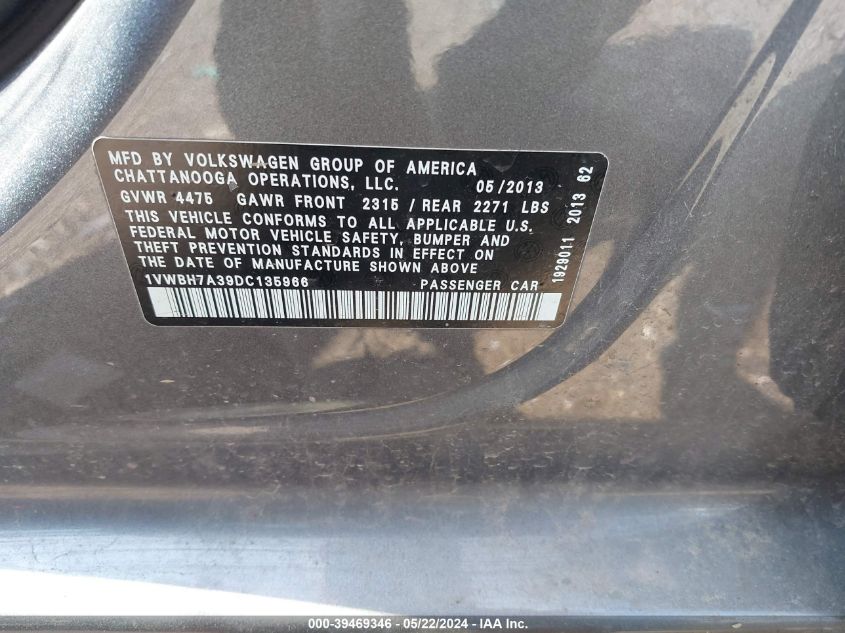 MFD BY VOLKSWAGEN GROUP OF AMERICA
CHATTANOOGA OPERATIONS, LLC. 05/2013
GVWR 4475 GAWR FRONT 2315 / REAR 2271 LBS
THIS VEHICLE CONFORMS TO ALL APPLICABLE U.S.
FEDERAL MOTOR VEHICLE SAFETY, BUMPER AND
THEFT PREVENTION STANDARDS IN EFFECT ON
THE DATE OF MANUFACTURE SHOWN ABOVE
1VWBH7A39DC135966 PASSENGER CAR
1929011 2013 62
000-39469346 - 05/22/2024 - IAA Inc.